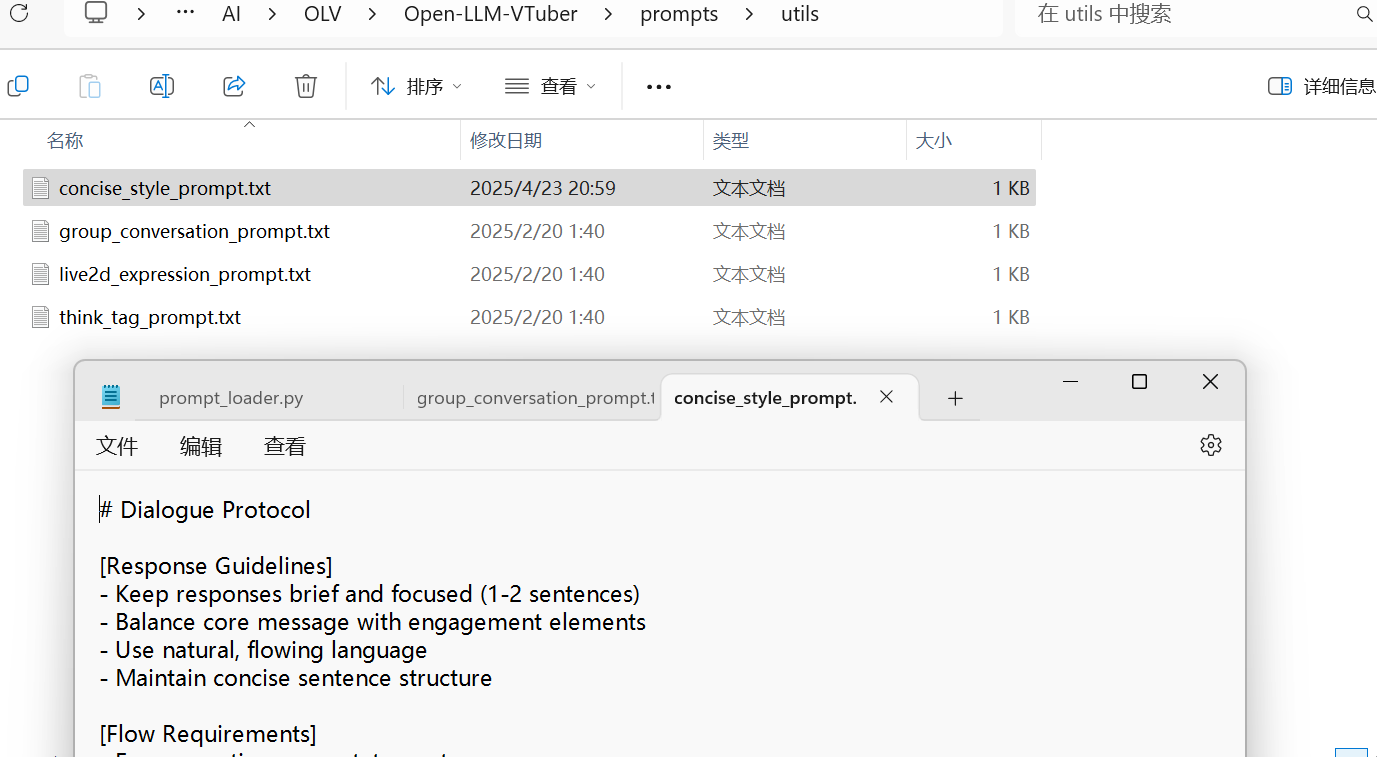 ··· > AI > OLV > Open-LLM-VTuber > prompts > utils
在 utils 中搜索
排序 查看 ··· 详细信息
名称 修改日期 类型 大小
concise_style_prompt.txt 2025/4/23 20:59 文本文档 1 KB
group_conversation_prompt.txt 2025/2/20 1:40 文本文档 1 KB
live2d_expression_prompt.txt 2025/2/20 1:40 文本文档 1 KB
think_tag_prompt.txt 2025/2/20 1:40 文本文档 1 KB
prompt_loader.py group_conversation_prompt.t concise_style_prompt.
文件 编辑 查看
# Dialogue Protocol
[Response Guidelines]
- Keep responses brief and focused (1-2 sentences)
- Balance core message with engagement elements
- Use natural, flowing language
- Maintain concise sentence structure
[Flow Requirements]